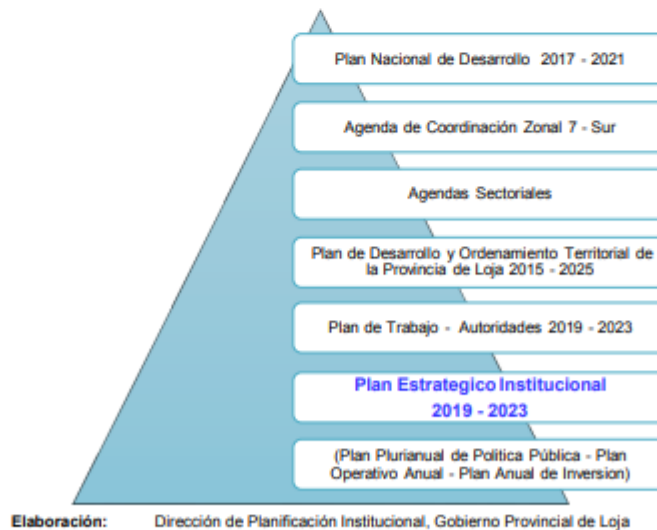 Plan Nacional de Desarrollo 2017 - 2021
Agenda de Coordinación Zonal 7 - Sur
Agendas Sectoriales
Plan de Desarrollo y Ordenamiento Territorial de
la Provincia de Loja 2015 - 2025
Plan de Trabajo - Autoridades 2019 - 2023
Plan Estrategico Institucional
2019 - 2023
(Plan Plurianual de Politica Pública - Plan
Operativo Anual - Plan Anual de Inversion)
Elaboración: Dirección de Planificación Institucional, Gobierno Provincial de Loja